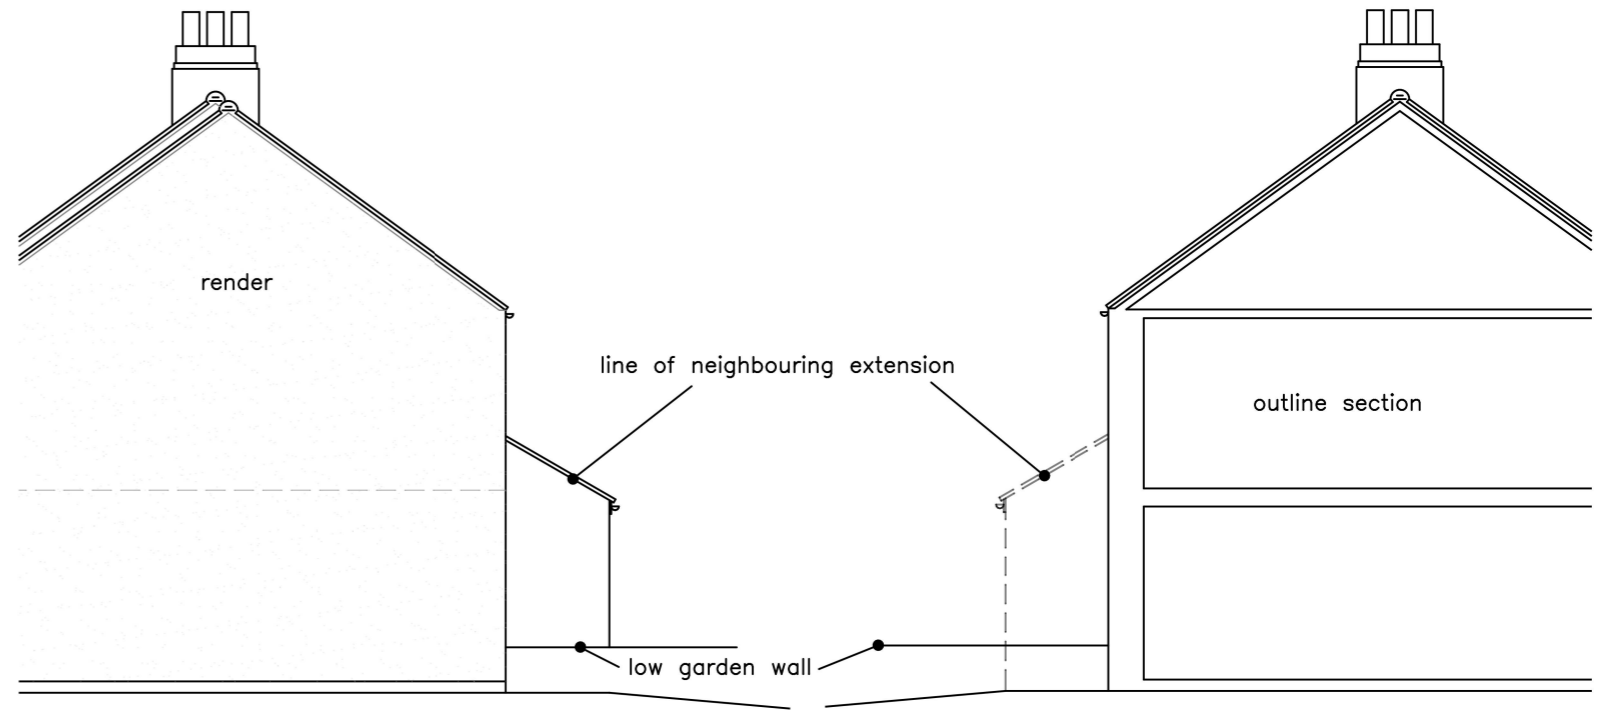 render
line of neighbouring extension
outline section
low garden wall